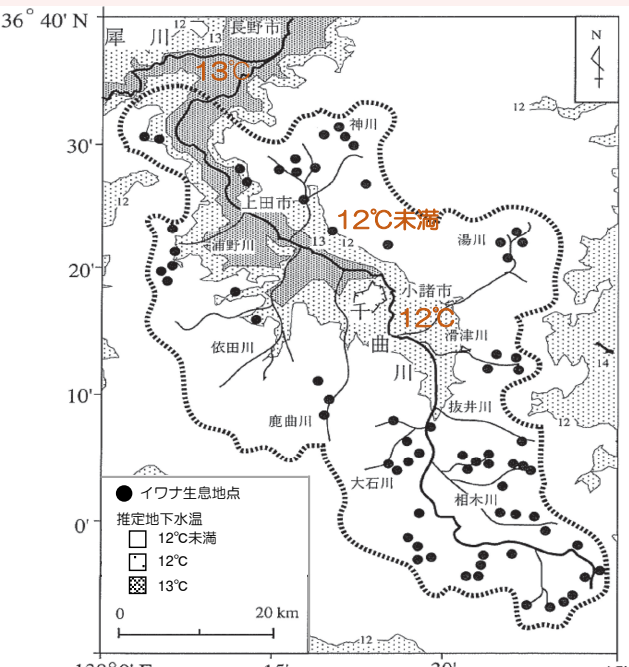 36° 40' N
12
長野市
N
犀川
13
13℃
12
神川
30'
12
上田市
12℃未満
湯川
浦野川
13
12
20'
小諸市
千曲川
12℃
滑津川
依田川
14
10'
抜井川
鹿曲川
12
大石川
相木川
イワナ生息地点
推定地下水温
12℃未満
12℃
13℃
0'
0
20 km
12